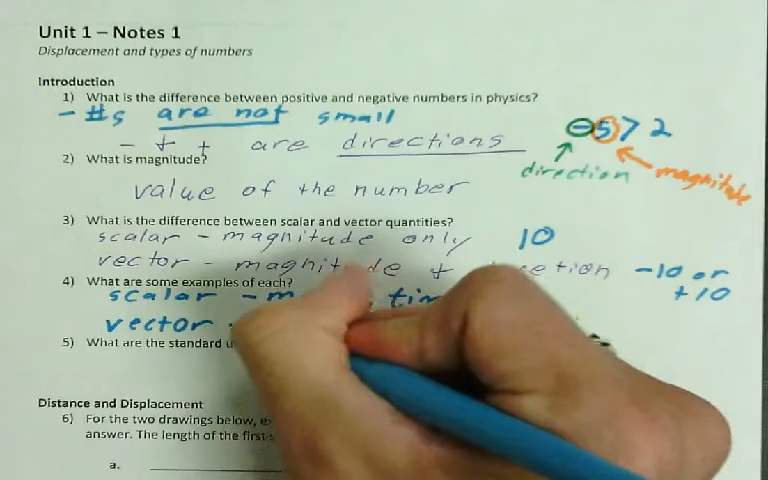 Unit 1 – Notes 1
Displacement and types of numbers
Introduction
1) What is the difference between positive and negative numbers in physics?
- #s are not small
- + + are directions
-5 7 2
direction
magnitude
2) What is magnitude?
value of the number
3) What is the difference between scalar and vector quantities?
scalar - magnitude only 10
vector - magnitude + -10 or
+10
4) What are some examples of each?
scalar -
vector
5) What are the standard
Distance and Displacement
6) For the two drawings below,
answer. The length of the first
a.